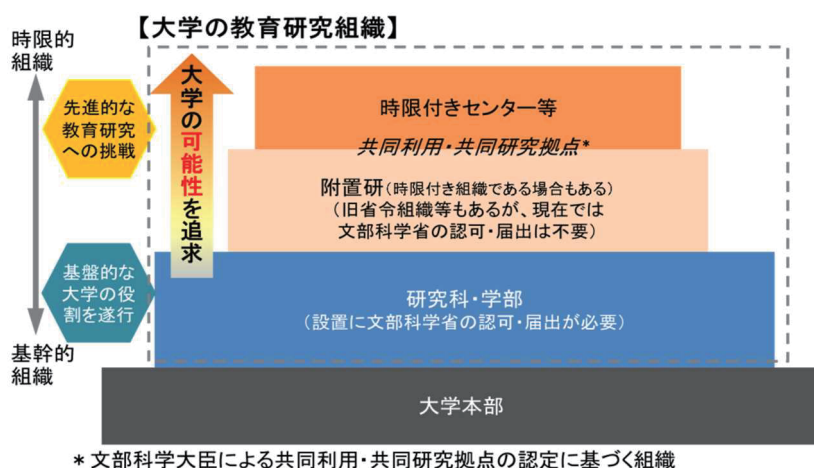 【大学の教育研究組織】
時限的
組織
先進的な
教育研究
への挑戦
大学の可能性を追求
時限付きセンター等
共同利用・共同研究拠点*
附置研(時限付き組織である場合もある)
(旧省令組織等もあるが、現在では
文部科学省の認可・届出は不要)
基盤的な
大学の役
割を遂行
研究科・学部
(設置に文部科学省の認可・届出が必要)
基幹的
組織
大学本部
* 文部科学大臣による共同利用・共同研究拠点の認定に基づく組織